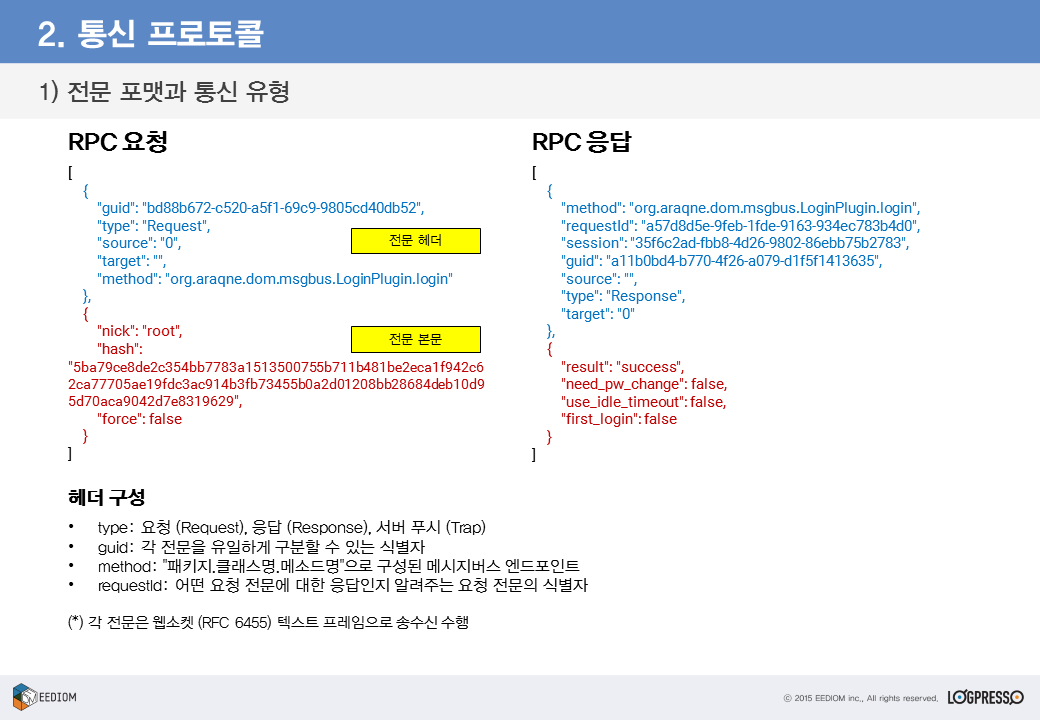 2. 통신 프로토콜
1) 전문 포맷과 통신 유형
RPC 요청
[
{
"guid": "bd88b672-c520-a5f1-69c9-9805cd40db52",
"type": "Request",
"source": "0",
"target": "",
"method": "org.araqne.dom.msgbus.LoginPlugin.login"
},
{
"nick": "root",
"hash":
"5ba79ce8de2c354bb7783a1513500755b711b481be2eca1f942c6
2ca77705ae19fdc3ac914b3fb73455b0a2d01208bb28684deb10d9
5d70aca9042d7e8319629",
"force": false
}
]
전문 헤더
전문 본문
RPC 응답
[
{
"method": "org.araqne.dom.msgbus.LoginPlugin.login",
"requestId": "a57d8d5e-9feb-1fde-9163-934ec783b4d0",
"session": "35f6c2ad-fbb8-4d26-9802-86ebb75b2783",
"guid": "a11b0bd4-b770-4f26-a079-d1f5f1413635",
"source": "",
"type": "Response",
"target": "0"
},
{
"result": "success",
"need_pw_change": false,
"use_idle_timeout": false,
"first_login": false
}
]
헤더 구성
• type: 요청 (Request), 응답 (Response), 서버 푸시 (Trap)
• guid: 각 전문을 유일하게 구분할 수 있는 식별자
• method: "패키지.클래스명.메소드명"으로 구성된 메시지버스 엔드포인트
• requestId: 어떤 요청 전문에 대한 응답인지 알려주는 요청 전문의 식별자
(*) 각 전문은 웹소켓 (RFC 6455) 텍스트 프레임으로 송수신 수행
EEDIOM
ⓒ 2015 EEDIOM inc., All rights reserved.
LOGPRESSO